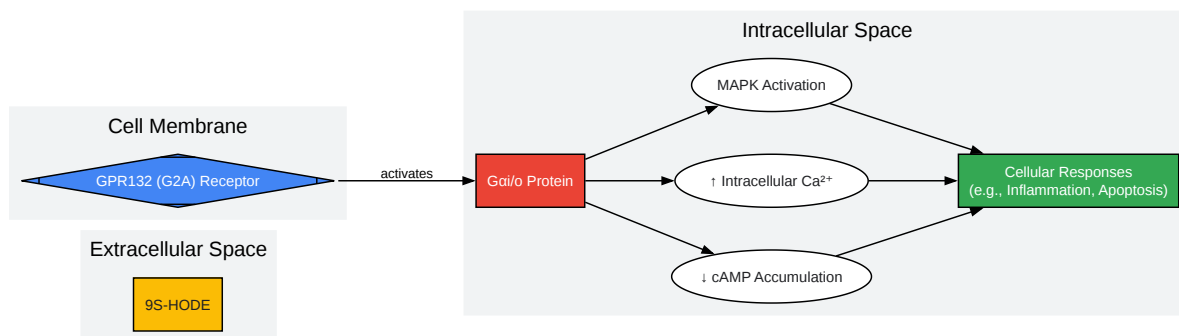 Intracellular Space
MAPK Activation
Cell Membrane
GPR132 (G2A) Receptor
activates
Gαi/o Protein
↑ Intracellular Ca²⁺
Cellular Responses
(e.g., Inflammation, Apoptosis)
Extracellular Space
9S-HODE
↓ cAMP Accumulation